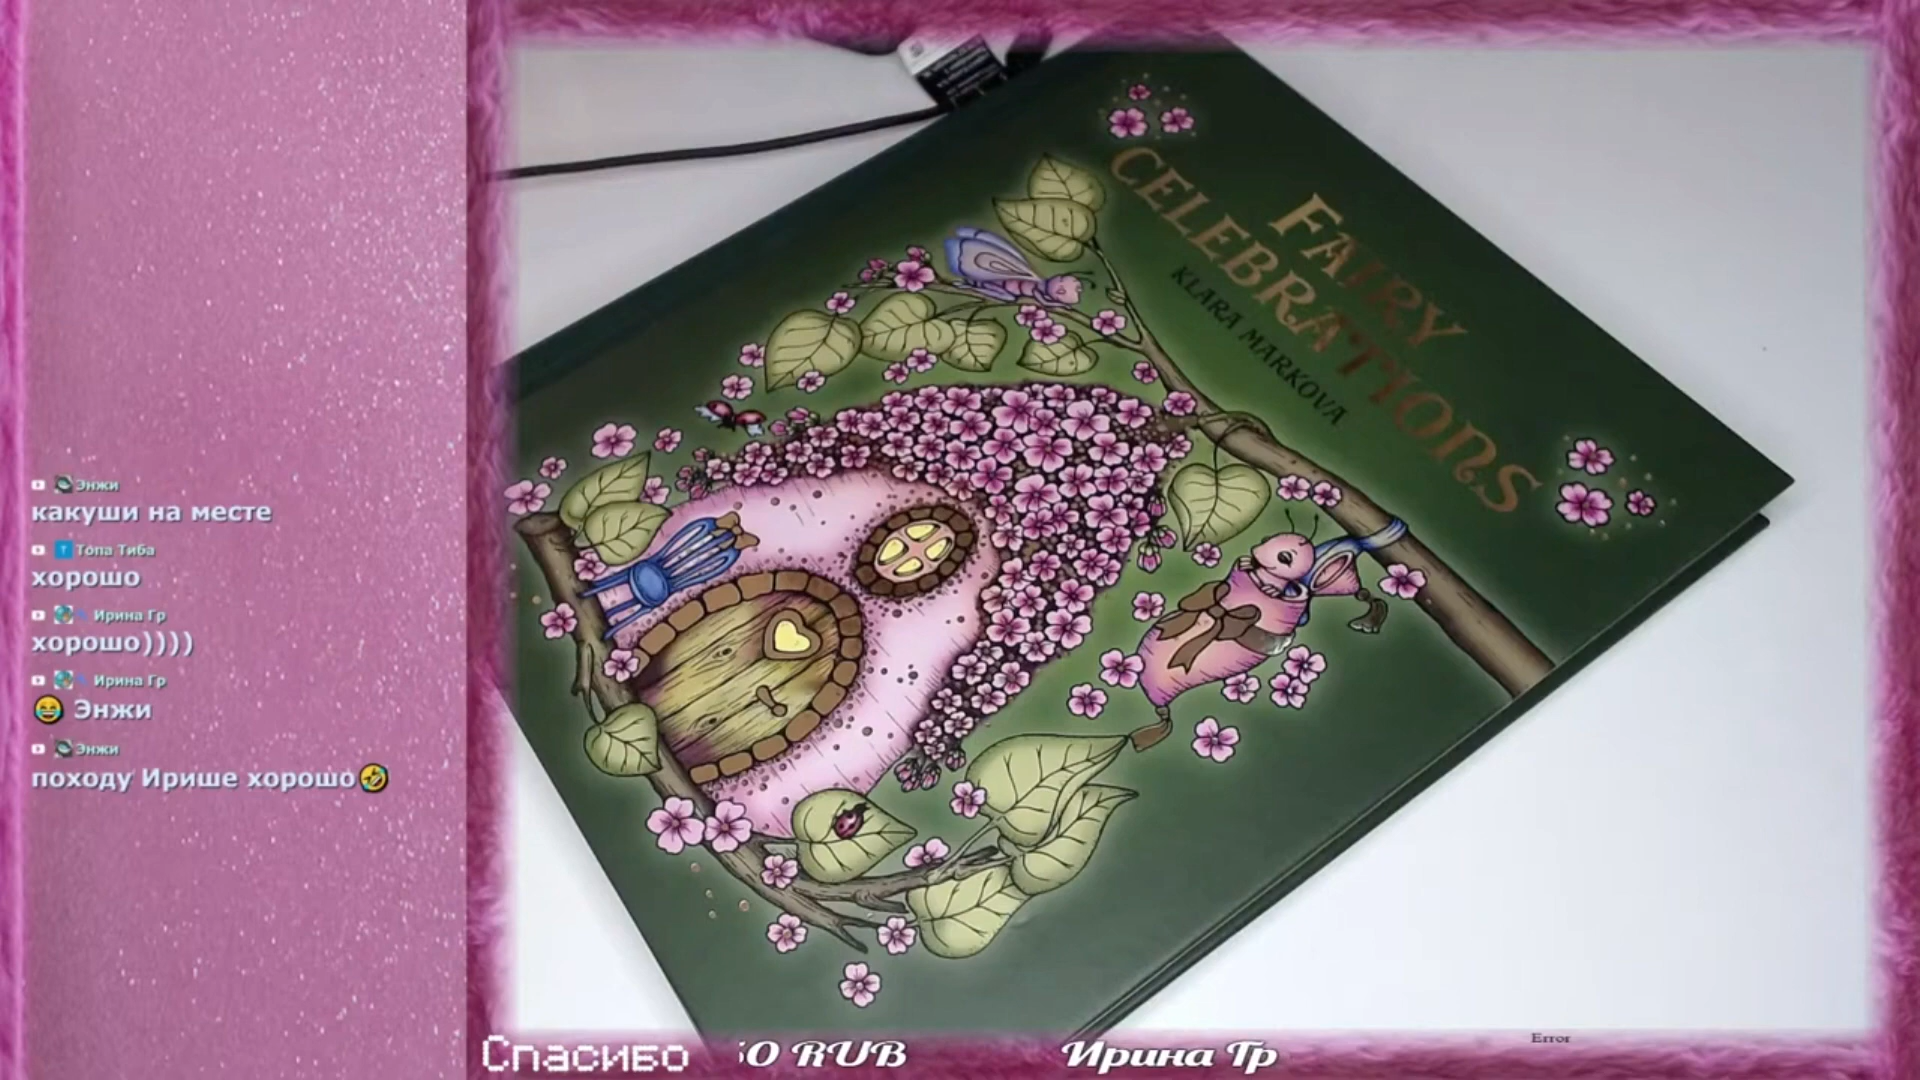 Энжи
какуши на месте
Топа Тиба
хорошо
Ирина Гр
хорошо))))
Ирина Гр
😂 Энжи
Энжи
походу Ирише хорошо🤣
FAIRY
CELEBRATIONS
KLARA MARKOVA
Спасибо
RUB
Ирина Гр
Error